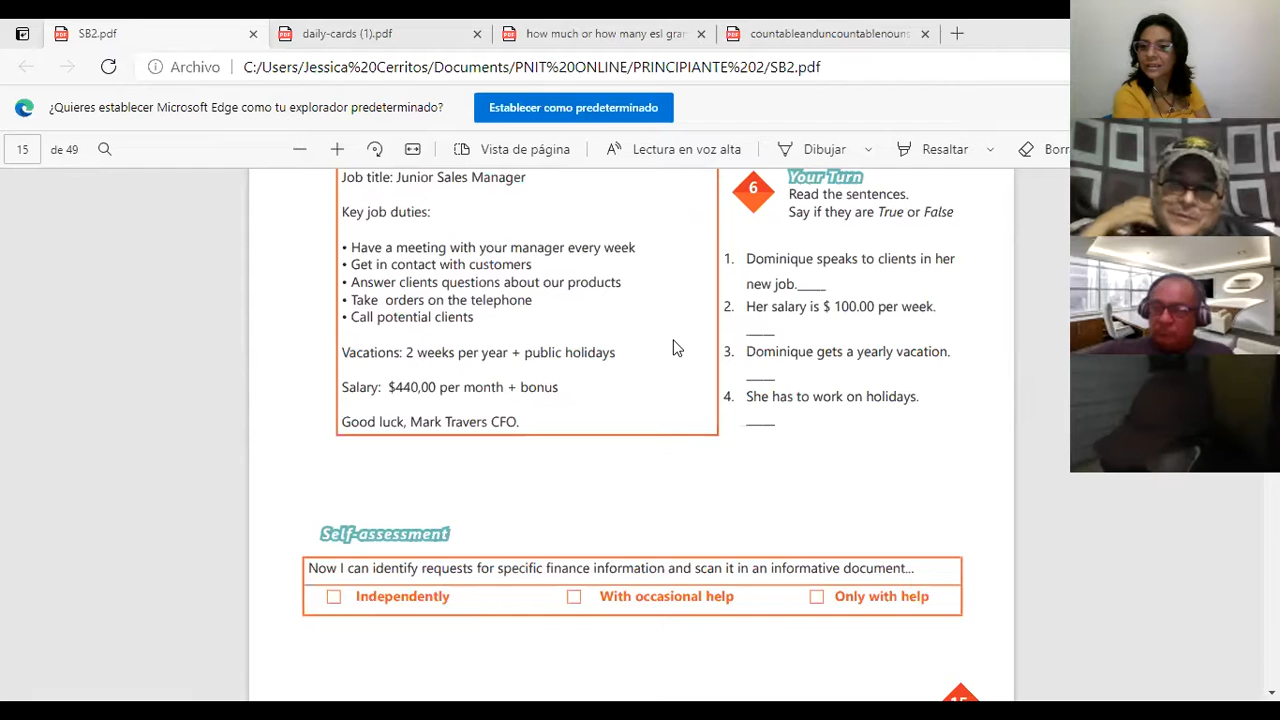 SB2.pdf
daily-cards (1).pdf
how much or how many esl gran
countableanduncountablenouns
Archivo
C:/Users/Jessica%20Cerritos/Documents/PNIT%20ONLINE/PRINCIPIANTE%202/SB2.pdf
¿Quieres establecer Microsoft Edge como tu explorador predeterminado?
Establecer como predeterminado
15 de 49
Vista de página
Lectura en voz alta
Dibujar
Resaltar
Borr
Job title: Junior Sales Manager
Key job duties:
• Have a meeting with your manager every week
• Get in contact with customers
• Answer clients questions about our products
• Take orders on the telephone
• Call potential clients
Vacations: 2 weeks per year + public holidays
Salary: $440,00 per month + bonus
Good luck, Mark Travers CFO.
6
Your Turn
Read the sentences.
Say if they are True or False
1. Dominique speaks to clients in her
new job.____
2. Her salary is $ 100.00 per week.
____
3. Dominique gets a yearly vacation.
____
4. She has to work on holidays.
____
Self-assessment
Now I can identify requests for specific finance information and scan it in an informative document...
Independently
With occasional help
Only with help
15